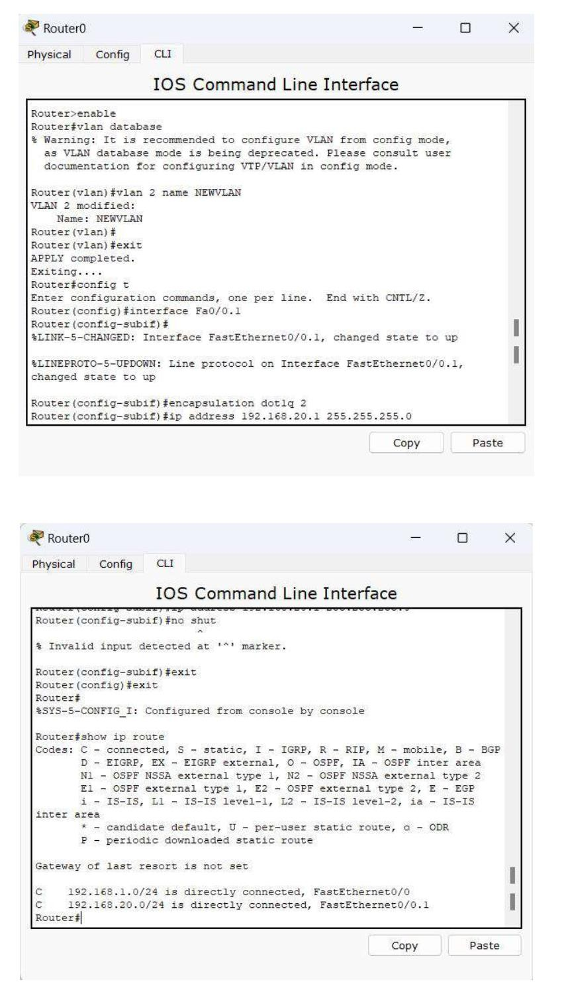 Router0
Physical Config CLI
IOS Command Line Interface
Router>enable
Router#vlan database
% Warning: It is recommended to configure VLAN from config mode,
  as VLAN database mode is being deprecated. Please consult user
  documentation for configuring VTP/VLAN in config mode.
Router(vlan)#vlan 2 name NEWVLAN
VLAN 2 modified:
    Name: NEWVLAN
Router(vlan)#
Router(vlan)#exit
APPLY completed.
Exiting....
Router#config t
Enter configuration commands, one per line.  End with CNTL/Z.
Router(config)#interface Fa0/0.1
Router(config-subif)#
%LINK-5-CHANGED: Interface FastEthernet0/0.1, changed state to up
%LINEPROTO-5-UPDOWN: Line protocol on Interface FastEthernet0/0.1,
changed state to up
Router(config-subif)#encapsulation dot1q 2
Router(config-subif)#ip address 192.168.20.1 255.255.255.0
Copy Paste
Router0
Physical Config CLI
IOS Command Line Interface
Router(config-subif)#no shut
                         ^
% Invalid input detected at '^' marker.
Router(config-subif)#exit
Router(config)#exit
Router#
%SYS-5-CONFIG_I: Configured from console by console
Router#show ip route
Codes: C - connected, S - static, I - IGRP, R - RIP, M - mobile, B - BGP
       D - EIGRP, EX - EIGRP external, O - OSPF, IA - OSPF inter area
       N1 - OSPF NSSA external type 1, N2 - OSPF NSSA external type 2
       E1 - OSPF external type 1, E2 - OSPF external type 2, E - EGP
       i - IS-IS, L1 - IS-IS level-1, L2 - IS-IS level-2, ia - IS-IS
inter area
       * - candidate default, U - per-user static route, o - ODR
       P - periodic downloaded static route
Gateway of last resort is not set
C    192.168.1.0/24 is directly connected, FastEthernet0/0
C    192.168.20.0/24 is directly connected, FastEthernet0/0.1
Router#
Copy Paste